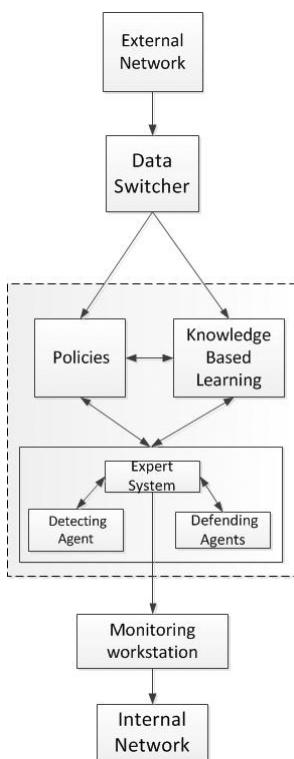 External
Network
Data
Switcher
Policies
Knowledge
Based
Learning
Expert
System
Detecting
Agent
Defending
Agents
Monitoring
workstation
Internal
Network